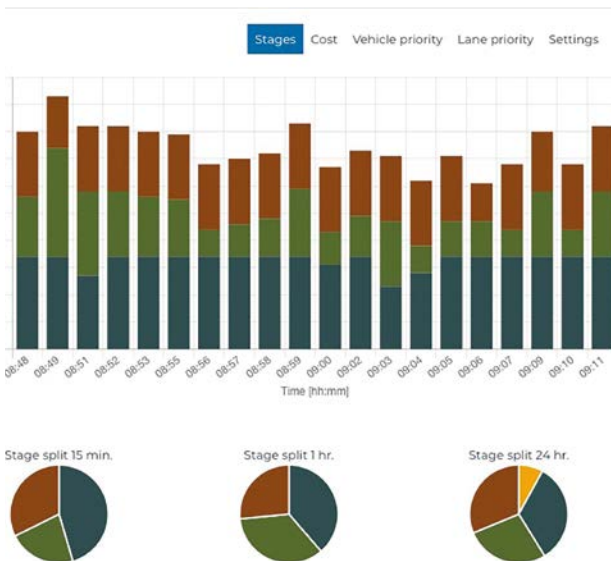 Stages Cost Vehicle priority Lane priority Settings
08:48 08:49 08:51 08:52 08:53 08:55 08:56 08:57 08:58 08:59 09:00 09:02 09:03 09:04 09:05 09:06 09:07 09:09 09:10 09:11
Time [hh:mm]
Stage split 15 min. Stage split 1 hr. Stage split 24 hr.